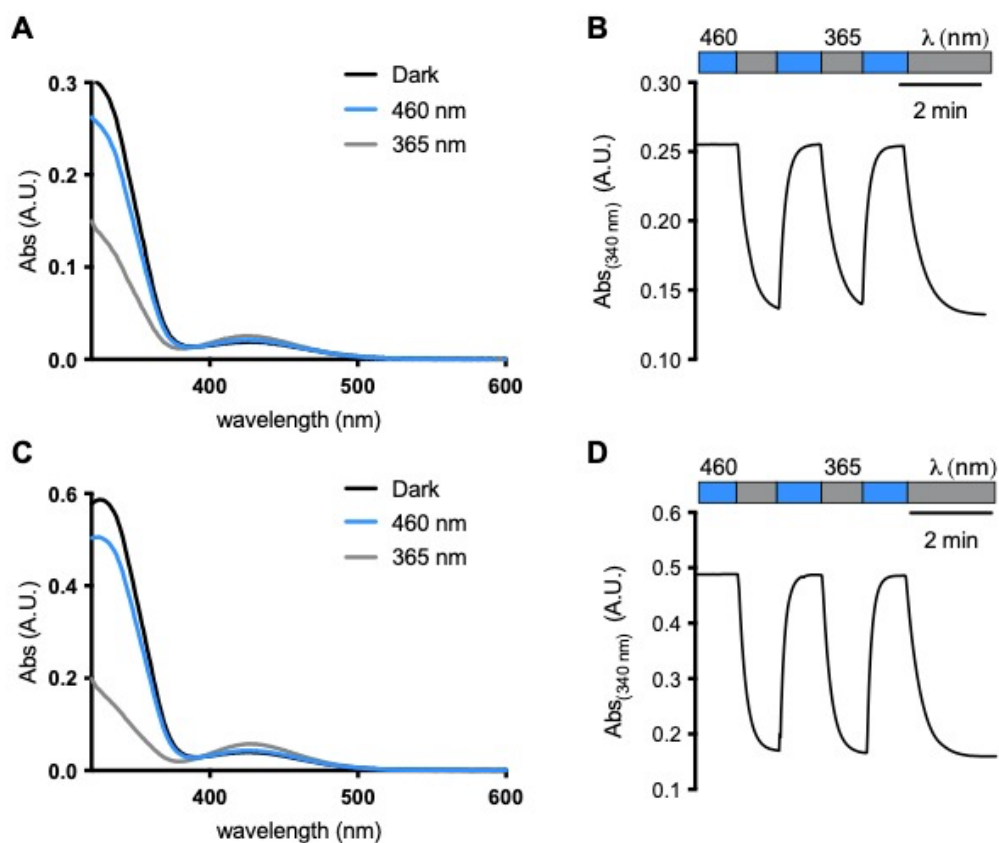 A
0.3
0.2
0.1
0.0
Abs (A.U.)
Dark
460 nm
365 nm
400
500
600
wavelength (nm)
B
460
365
λ (nm)
2 min
0.30
0.25
0.20
0.15
0.10
Abs(340 nm) (A.U.)
C
0.6
0.4
0.2
0.0
Abs (A.U.)
Dark
460 nm
365 nm
400
500
600
wavelength (nm)
D
460
365
λ (nm)
2 min
0.6
0.5
0.4
0.3
0.2
0.1
Abs(340 nm) (A.U.)